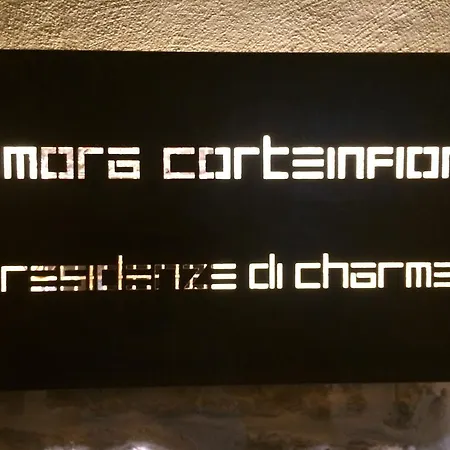 mora corteinfior
residenze di charme